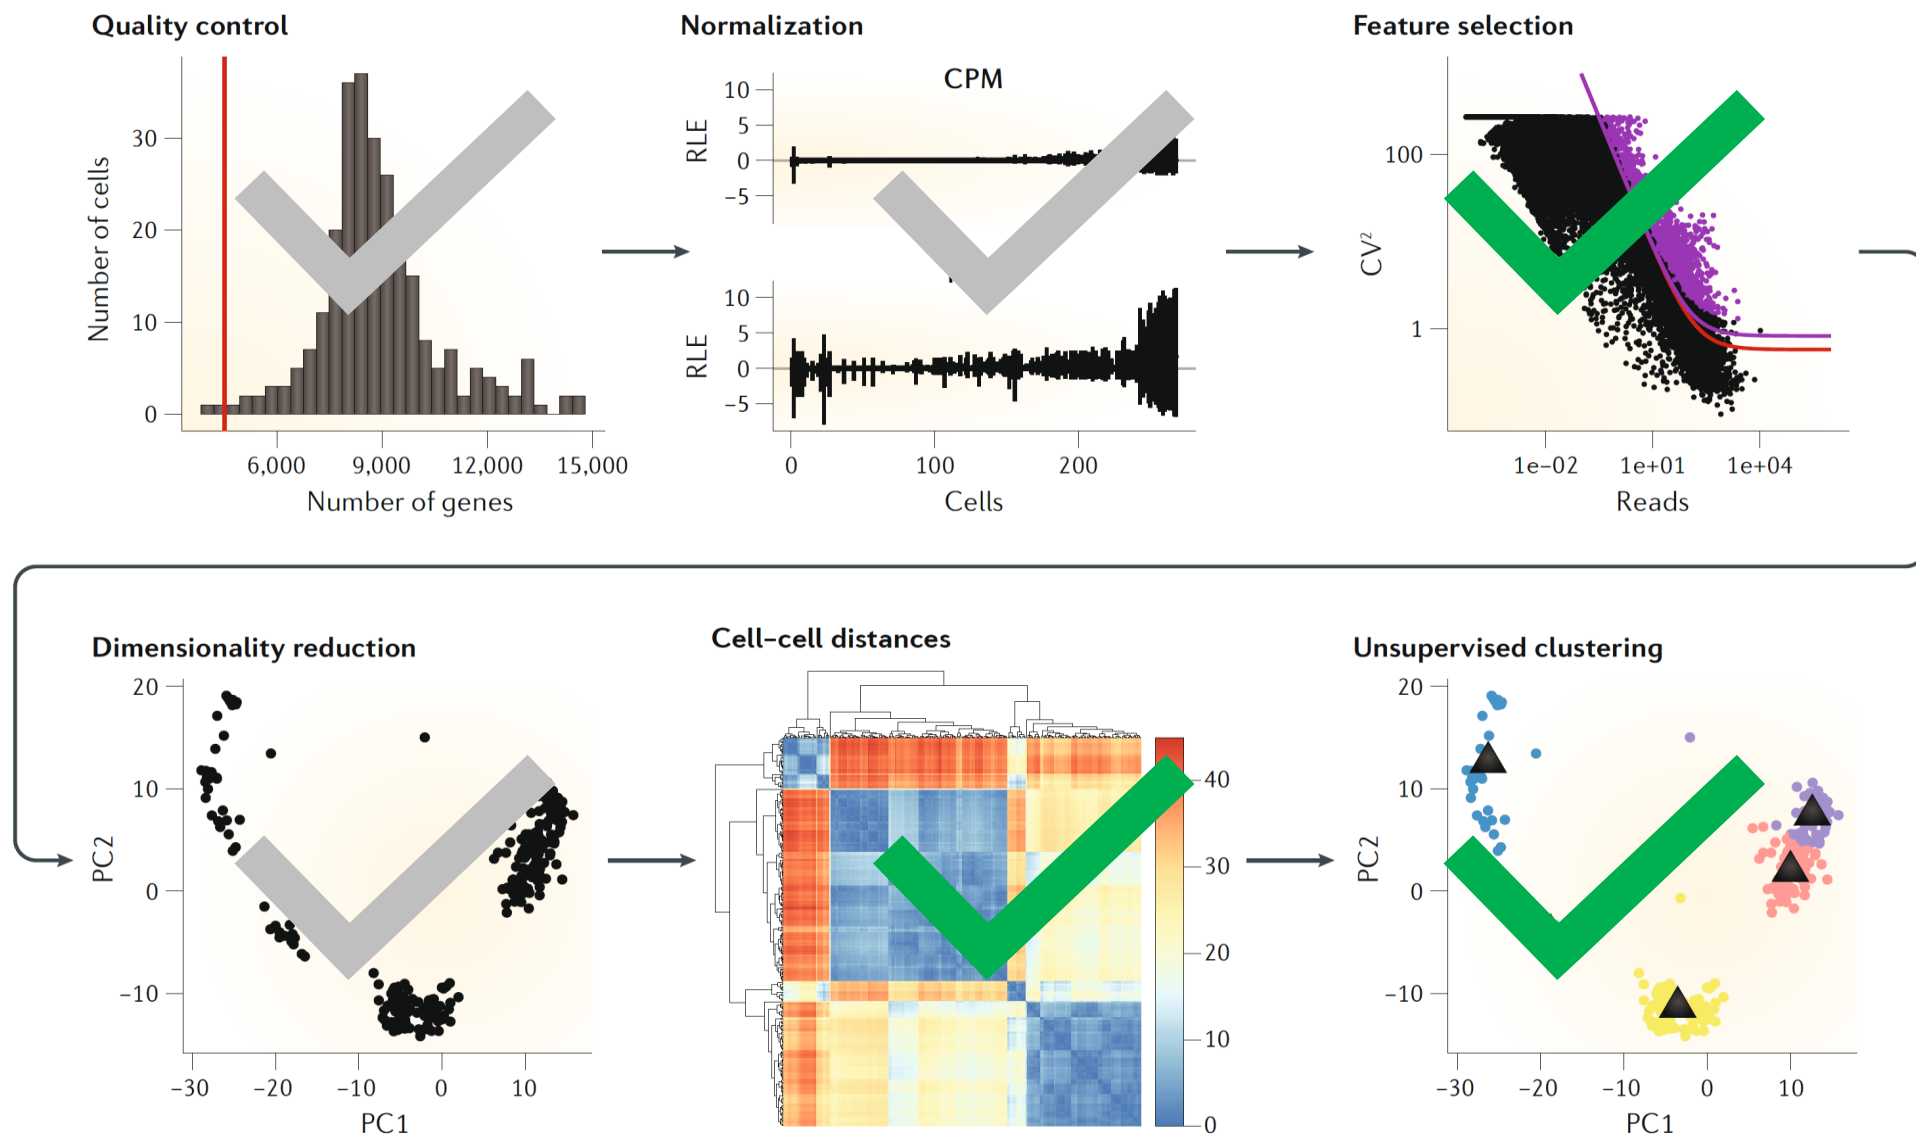 Quality control
Number of cells
30
20
10
0
6,000 9,000 12,000 15,000
Number of genes
Normalization
CPM
RLE
10
5
0
−5
RLE
10
5
0
−5
0 100 200
Cells
Feature selection
CV²
100
1
1e-02 1e+01 1e+04
Reads
Dimensionality reduction
PC2
20
10
0
−10
−30 −20 −10 0 10
PC1
Cell–cell distances
40
30
20
10
0
Unsupervised clustering
PC2
20
10
0
−10
−30 −20 −10 0 10
PC1